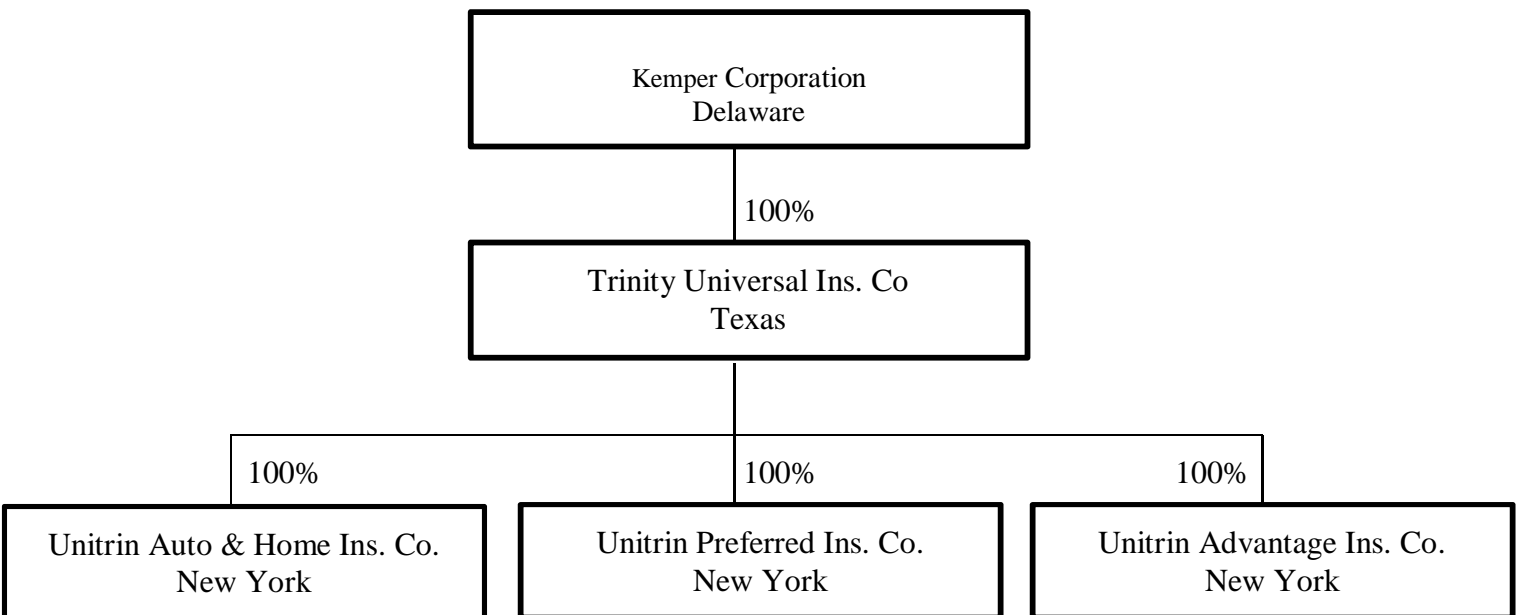 Kemper Corporation
Delaware
100%
Trinity Universal Ins. Co
Texas
100%
100%
100%
Unitrin Auto & Home Ins. Co.
New York
Unitrin Preferred Ins. Co.
New York
Unitrin Advantage Ins. Co.
New York